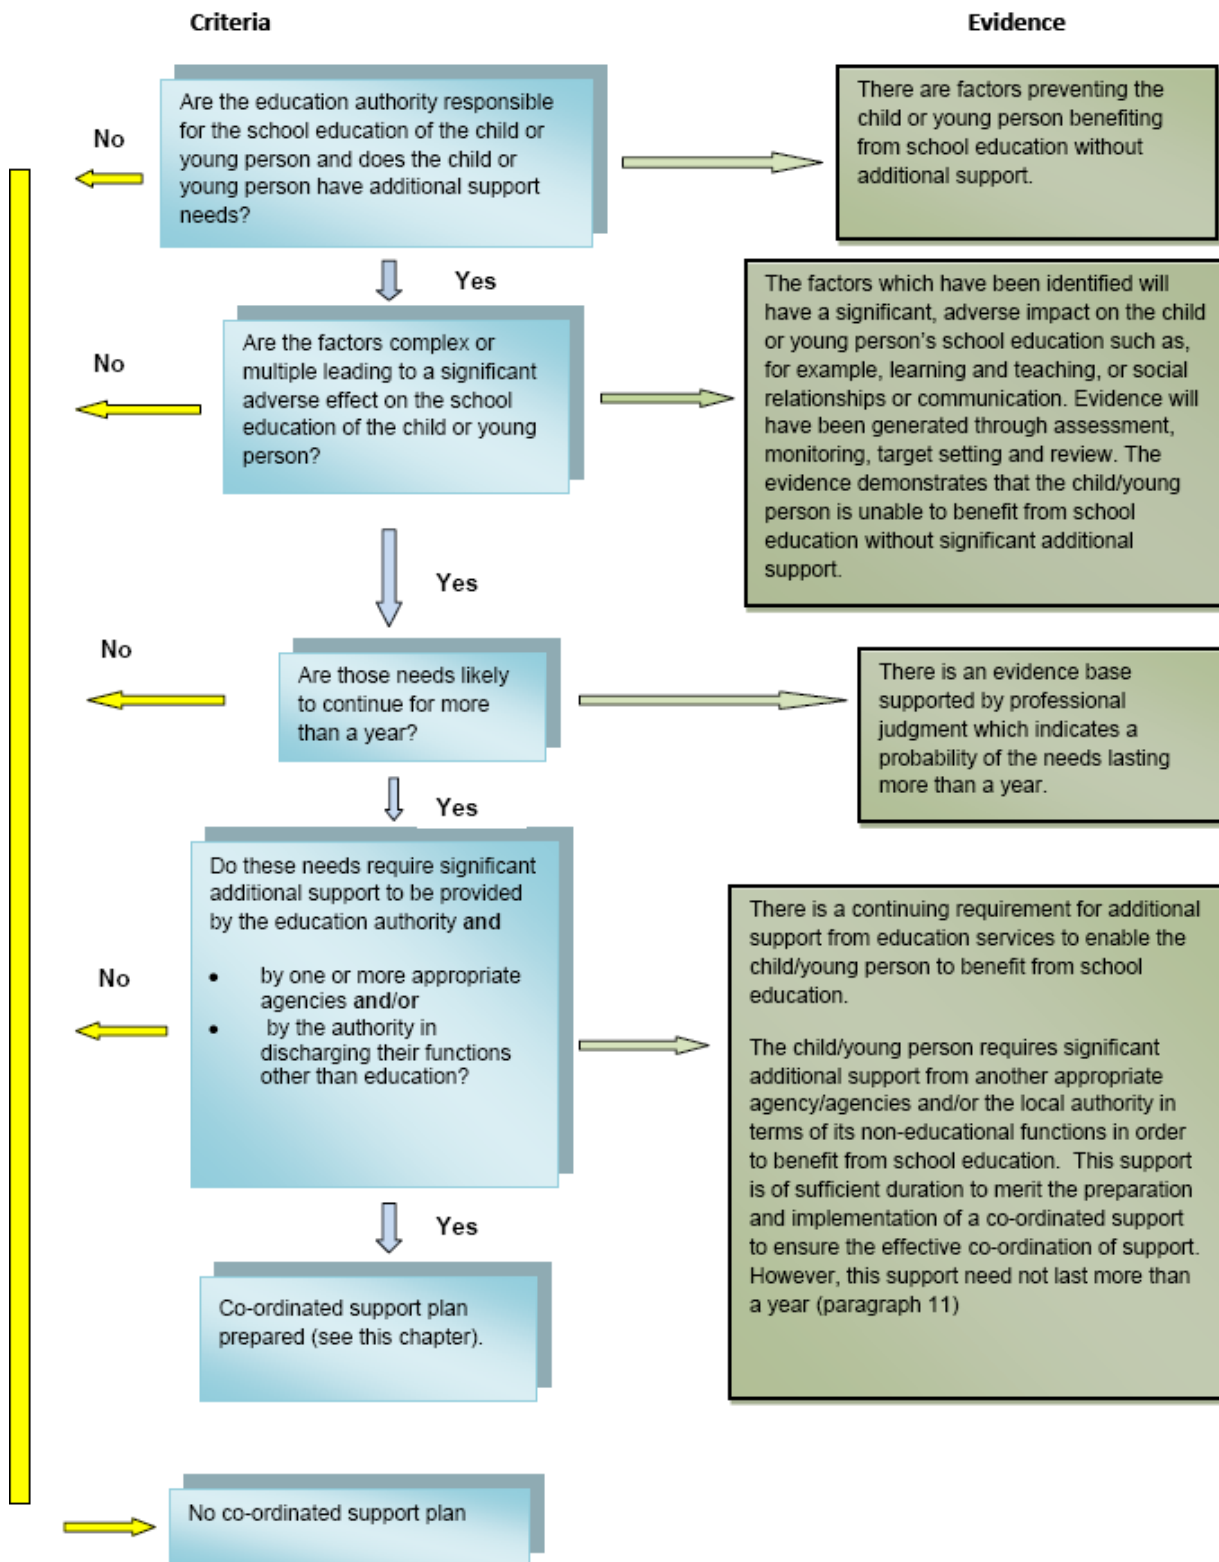 Criteria
Evidence
Are the education authority responsible
for the school education of the child or
young person and does the child or
young person have additional support
needs?
There are factors preventing the
child or young person benefiting
from school education without
additional support.
No
Yes
Are the factors complex or
multiple leading to a significant
adverse effect on the school
education of the child or young
person?
The factors which have been identified will
have a significant, adverse impact on the child
or young person's school education such as,
for example, learning and teaching, or social
relationships or communication. Evidence will
have been generated through assessment,
monitoring, target setting and review. The
evidence demonstrates that the child/young
person is unable to benefit from school
education without significant additional
support.
No
Yes
Are those needs likely
to continue for more
than a year?
There is an evidence base
supported by professional
judgment which indicates a
probability of the needs lasting
more than a year.
No
Yes
Do these needs require significant
additional support to be provided
by the education authority and
• by one or more appropriate
agencies and/or
• by the authority in
discharging their functions
other than education?
There is a continuing requirement for additional
support from education services to enable the
child/young person to benefit from school
education.
The child/young person requires significant
additional support from another appropriate
agency/agencies and/or the local authority in
terms of its non-educational functions in order
to benefit from school education. This support
is of sufficient duration to merit the preparation
and implementation of a co-ordinated support
to ensure the effective co-ordination of support.
However, this support need not last more than
a year (paragraph 11)
No
Yes
Co-ordinated support plan
prepared (see this chapter).
No co-ordinated support plan